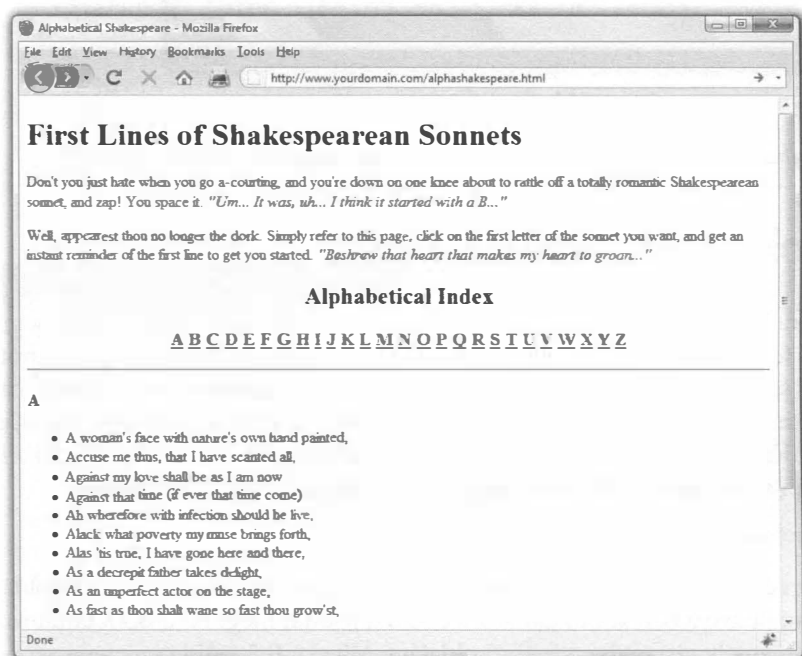 Alphabetical Shakespeare - Mozilla Firefox
File Edit View History Bookmarks Tools Help
http://www.yourdomain.com/alphashakespeare.html
First Lines of Shakespearean Sonnets
Don't you just hate when you go a-courting, and you're down on one knee about to rattle off a totally romantic Shakespearean
sonnet, and zap! You space it. "Um... It was, uh... I think it started with a B..."
Well, appearest thou no longer the dork. Simply refer to this page, click on the first letter of the sonnet you want, and get an
instant reminder of the first line to get you started. "Beshrew that heart that makes my heart to groan..."
Alphabetical Index
A B C D E F G H I J K L M N O P Q R S T U V W X Y Z
A
• A woman's face with nature's own hand painted,
• Accuse me thus, that I have scanted all,
• Against my love shall be as I am now
• Against that time (if ever that time come)
• Ah wherefore with infection should he live,
• Alack what poverty my muse brings forth,
• Alas 'tis true, I have gone here and there,
• As a decrepit father takes delight,
• As an unperfect actor on the stage,
• As fast as thou shalt wane so fast thou grow'st,
Done